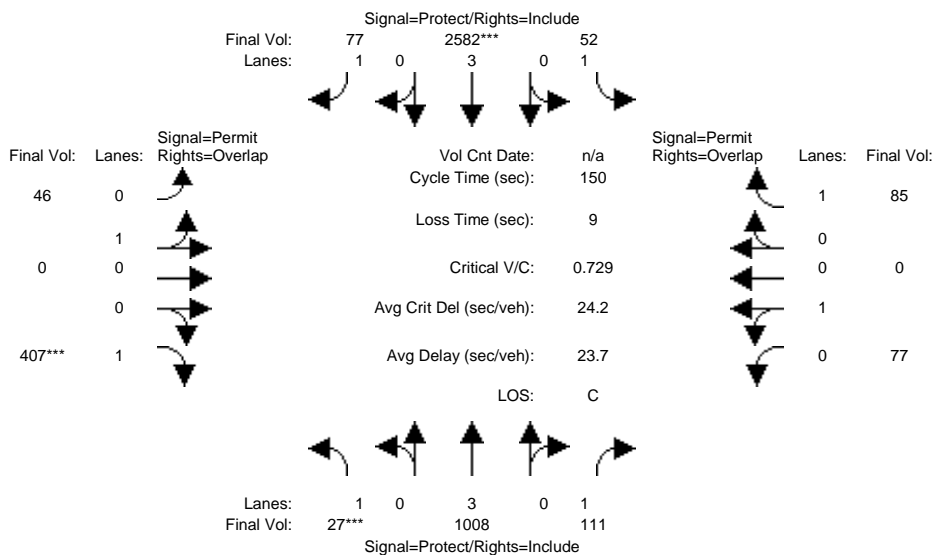 Signal=Protect/Rights=Include
Final Vol: 77 2582*** 52
Lanes: 1 0 3 0 1
Signal=Permit Signal=Permit
Final Vol: Lanes: Rights=Overlap Vol Cnt Date: n/a Rights=Overlap Lanes: Final Vol:
Cycle Time (sec): 150
46 0 1 85
Loss Time (sec): 9
1 0
0 0 Critical V/C: 0.729 0 0
0 Avg Crit Del (sec/veh): 24.2 1
407*** 1 Avg Delay (sec/veh): 23.7 0 77
LOS: C
Lanes: 1 0 3 0 1
Final Vol: 27*** 1008 111
Signal=Protect/Rights=Include